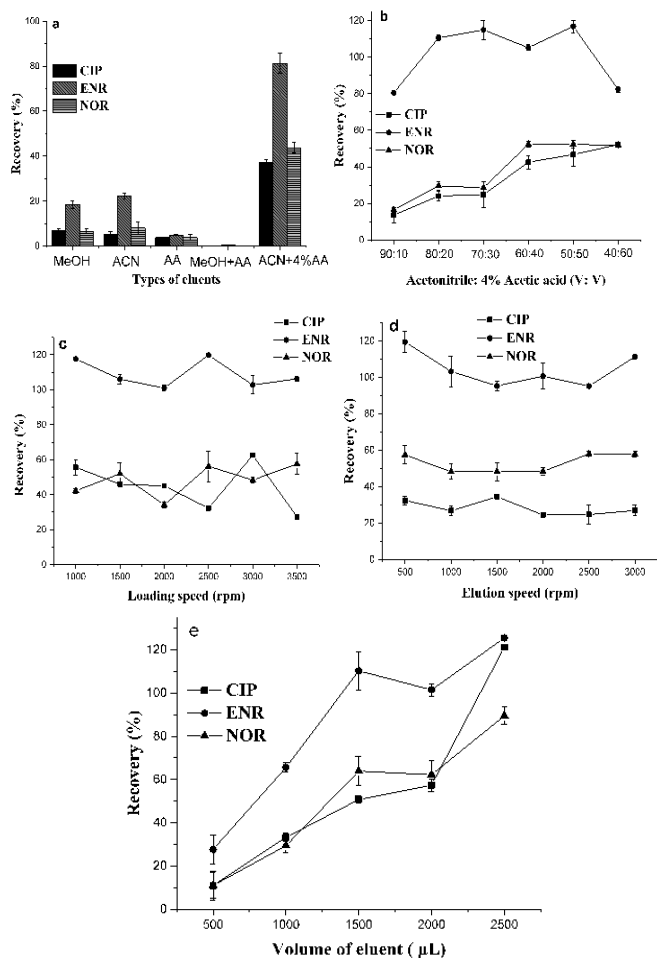 a
CIP
ENR
NOR
Recovery (%)
100
80
60
40
20
0
MeOH ACN AA MeOH+AA ACN+4%AA
Types of eluents
b
CIP
ENR
NOR
Recovery (%)
120
100
80
60
40
20
0
90:10 80:20 70:30 60:40 50:50 40:60
Acetonitrile: 4% Acetic acid (V: V)
c
CIP
ENR
NOR
Recovery (%)
120
100
80
60
40
20
0
1000 1500 2000 2500 3000 3500
Loading speed (rpm)
d
CIP
ENR
NOR
Recovery (%)
120
100
80
60
40
20
0
500 1000 1500 2000 2500 3000
Elution speed (rpm)
e
CIP
ENR
NOR
Recovery (%)
120
100
80
60
40
20
0
500 1000 1500 2000 2500
Volume of eluent ( µL)